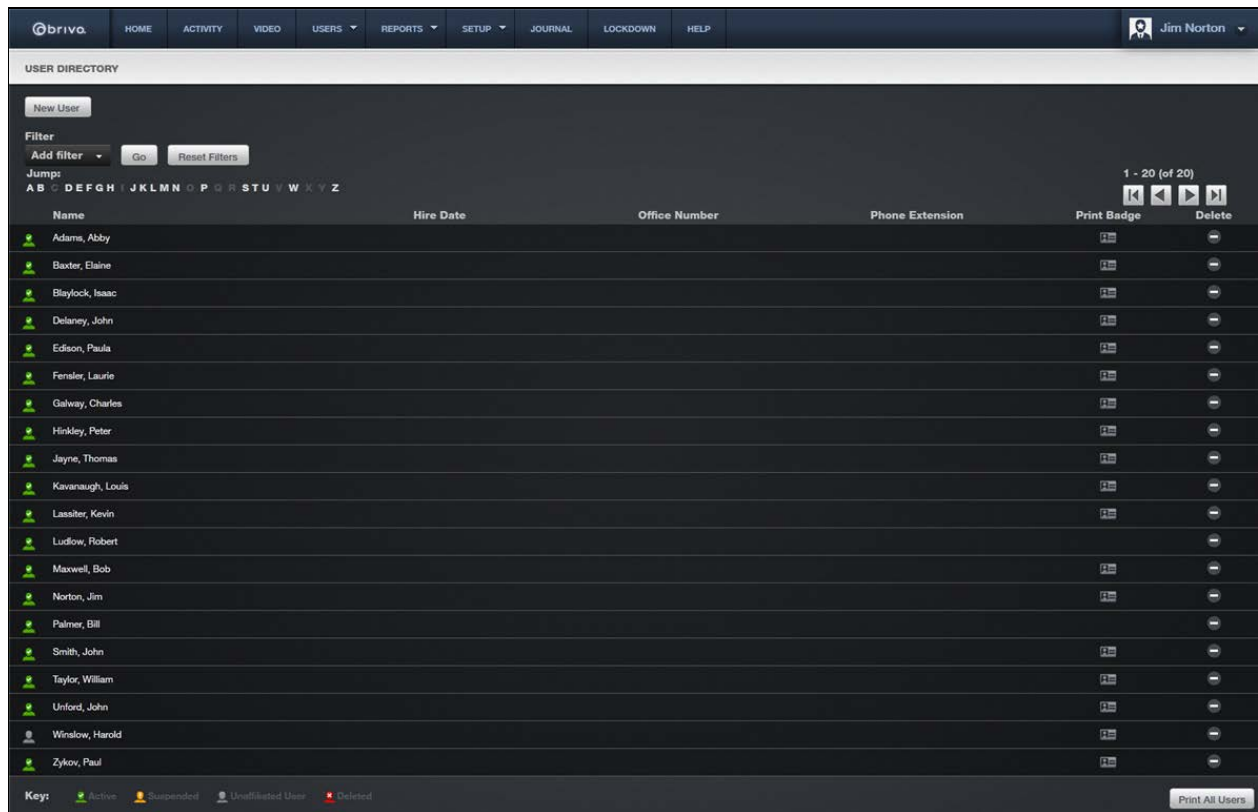 brivo. HOME ACTIVITY VIDEO USERS REPORTS SETUP JOURNAL LOCKDOWN HELP Jim Norton
USER DIRECTORY
New User
Filter
Add filter Go Reset Filters
Jump: 1 - 20 (of 20)
A B C D E F G H I J K L M N O P Q R S T U V W X Y Z
Name Hire Date Office Number Phone Extension Print Badge Delete
Adams, Abby
Baxter, Elaine
Blaylock, Isaac
Delaney, John
Edison, Paula
Fensler, Laurie
Galway, Charles
Hinkley, Peter
Jayne, Thomas
Kavanaugh, Louis
Lassiter, Kevin
Ludlow, Robert
Maxwell, Bob
Norton, Jim
Palmer, Bill
Smith, John
Taylor, William
Unford, John
Winslow, Harold
Zykov, Paul
Key: Active Suspended Unaffiliated User Deleted Print All Users